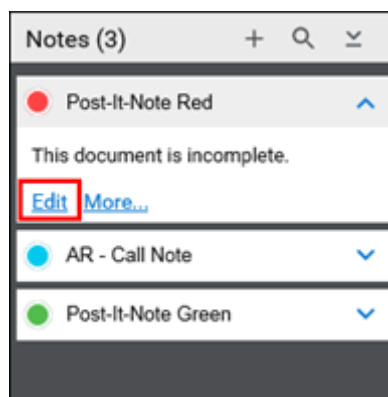 Notes (3)
Post-It-Note Red
This document is incomplete.
Edit More...
AR - Call Note
Post-It-Note Green